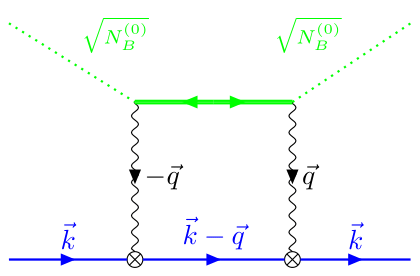 √N_B^(0) √N_B^(0)
−q⃗ q⃗
k⃗ k⃗ − q⃗ k⃗